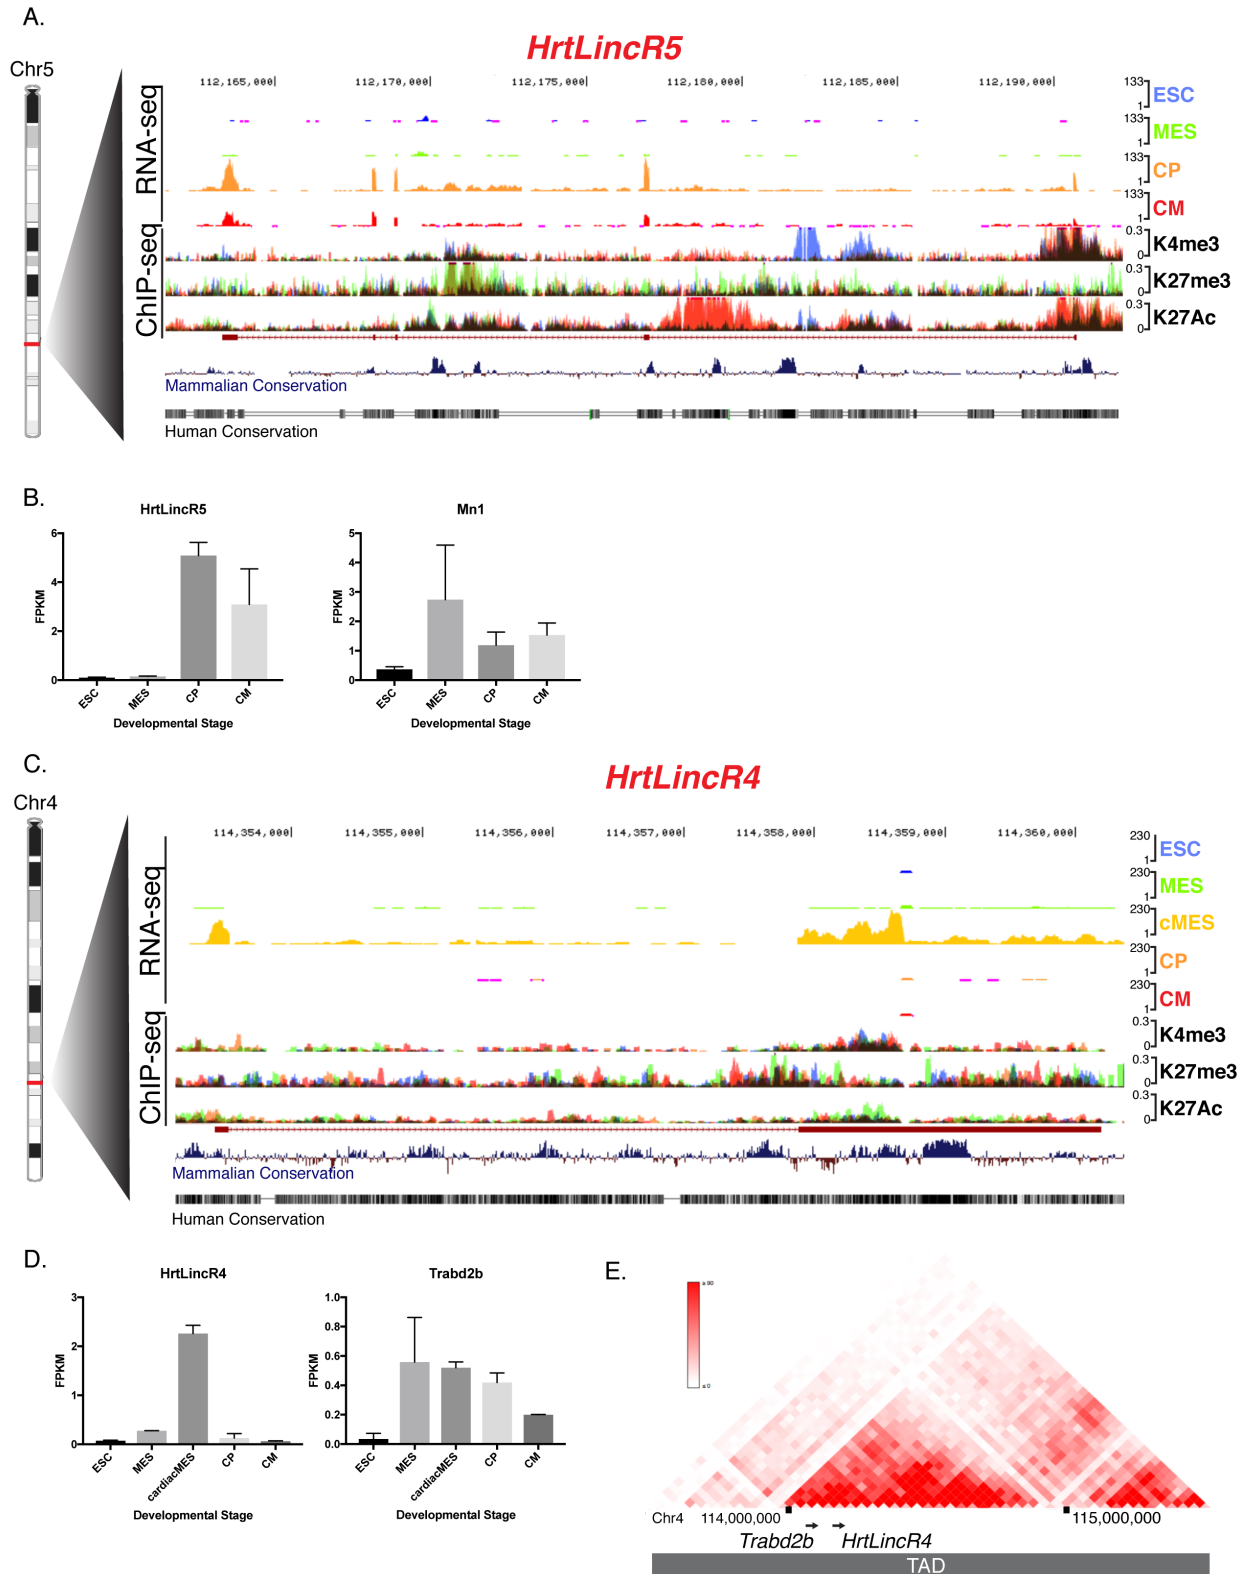 A.
HrtLincR5
Chr5
112,165,000| 112,170,000| 112,175,000| 112,180,000| 112,185,000| 112,190,000|
RNA-seq
133
1
ESC
133
1
MES
133
1
CP
133
1
CM
ChIP-seq
0.3
0
K4me3
0.3
0
K27me3
0.3
0
K27Ac
Mammalian Conservation
Human Conservation
B.
HrtLincR5
FPKM
6
4
2
0
ESC MES CP CM
Developmental Stage
Mn1
FPKM
5
4
3
2
1
0
ESC MES CP CM
Developmental Stage
C.
HrtLincR4
Chr4
114,354,000| 114,355,000| 114,356,000| 114,357,000| 114,358,000| 114,359,000| 114,360,000|
RNA-seq
230
1
ESC
230
1
MES
230
1
cMES
230
1
CP
230
1
CM
ChIP-seq
0.3
0
K4me3
0.3
0
K27me3
0.3
0
K27Ac
Mammalian Conservation
Human Conservation
D.
HrtLincR4
FPKM
3
2
1
0
ESC MES cardiacMES CP CM
Developmental Stage
Trabd2b
FPKM
1.0
0.8
0.6
0.4
0.2
0.0
ESC MES cardiacMES CP CM
Developmental Stage
E.
≥ 90
≤ 0
Chr4 114,000,000 115,000,000
Trabd2b HrtLincR4
TAD